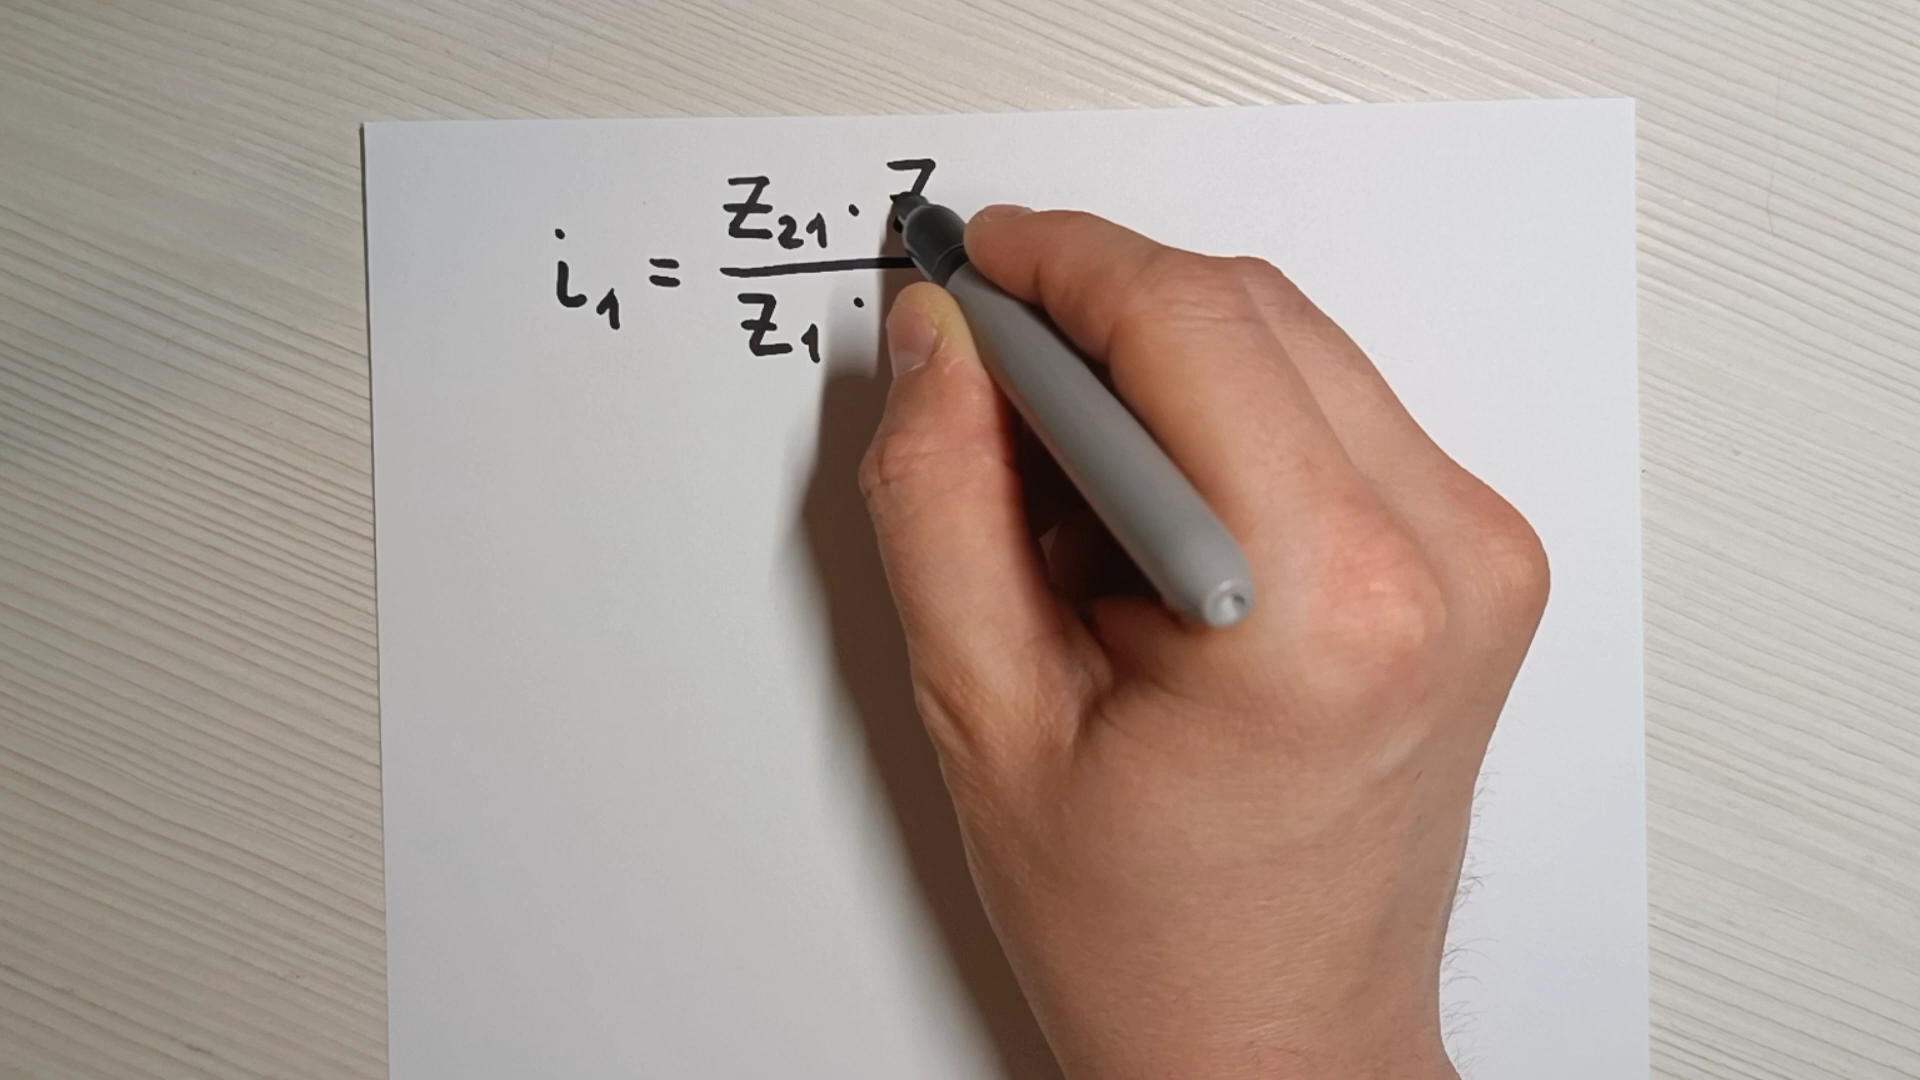 i₁ = Z₂₁ · Z
Z₁ ·